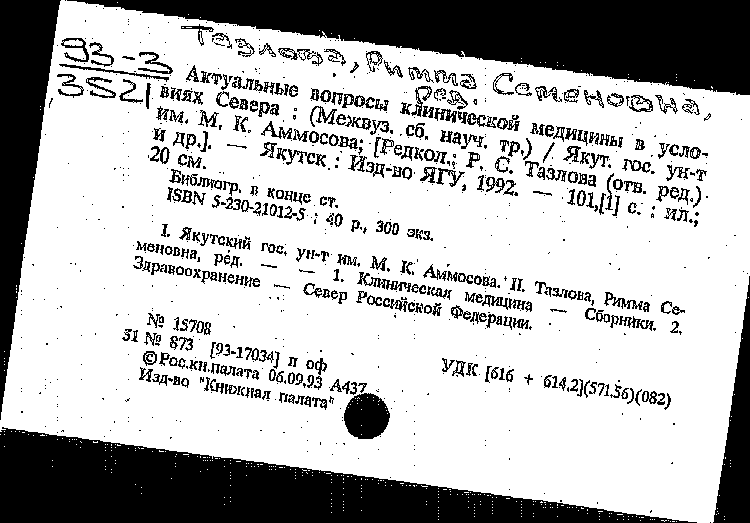 Тазлова, Римма Семеновна,
ред.
93-3
3521
Актуальные вопросы клинической медицины в усло-
виях Севера : (Межвуз. сб. науч. тр.) / Якут. гос. ун-т
им. М. К. Аммосова; [Редкол.: Р. С. Тазлова (отв. ред.)
и др.]. — Якутск : Изд-во ЯГУ, 1992. — 101,[1] с. : ил.;
20 см.
Библиогр. в конце ст.
ISBN 5-230-21012-5 : 40 р., 300 экз.
I. Якутский гос. ун-т им. М. К. Аммосова. II. Тазлова, Римма Се-
меновна, ред. — — 1. Клиническая медицина — Сборники. 2.
Здравоохранение — Север Российской Федерации.
№ 15708
31 № 873 [93-17034] п оф
© Рос.кн.палата 06.09.93 А437
Изд-во "Книжная палата"
УДК [616 + 614.2](571.56)(082)